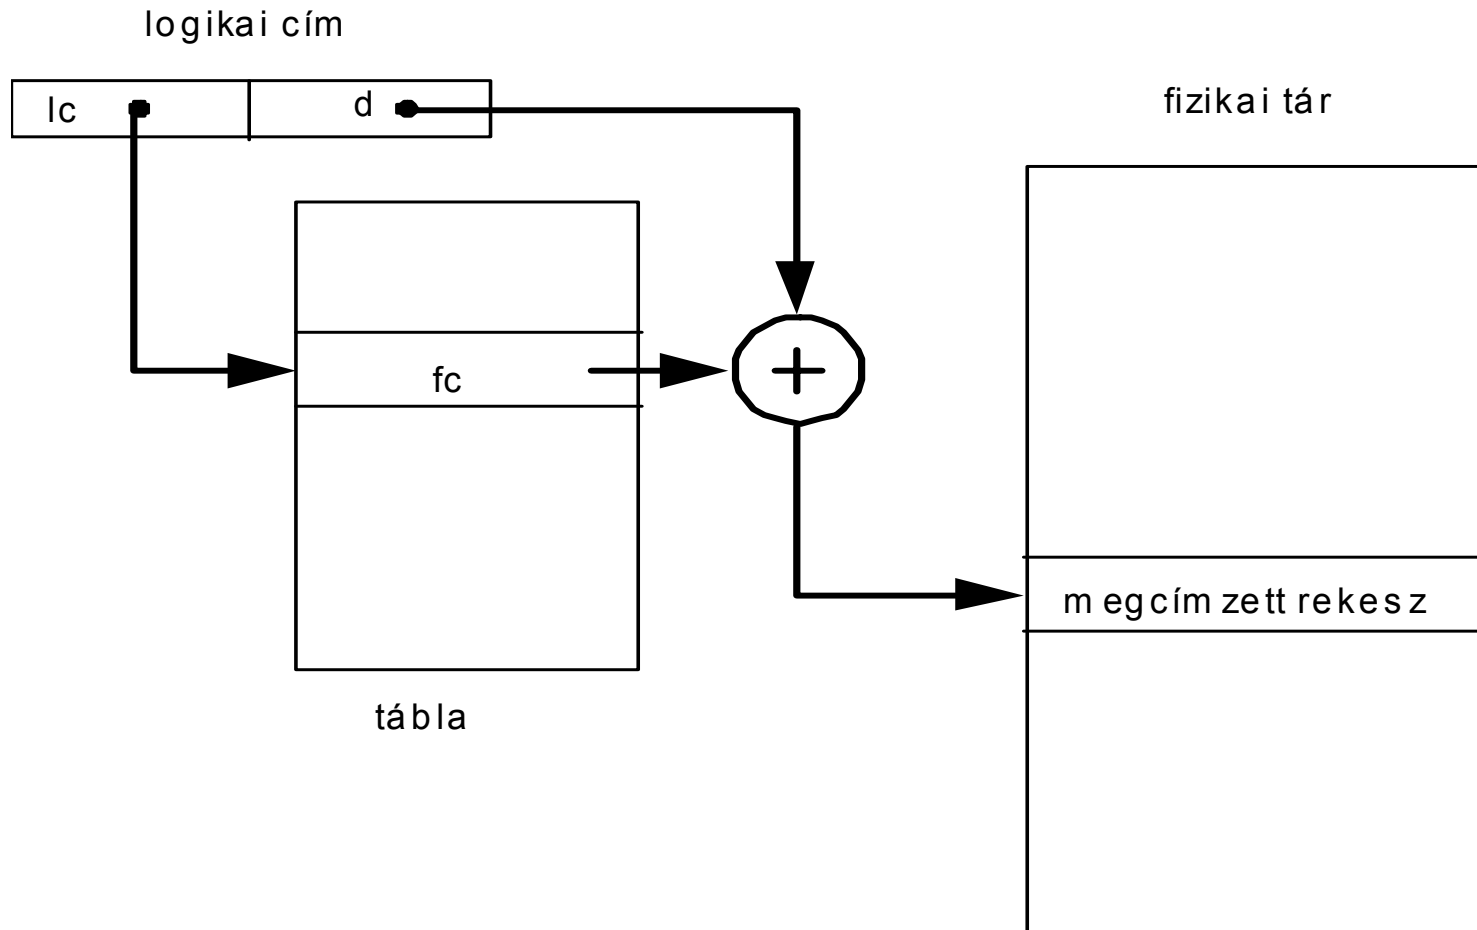 logikai cím
lc
d
fizikai tár
fc
+
megcímzett rekesz
tábla